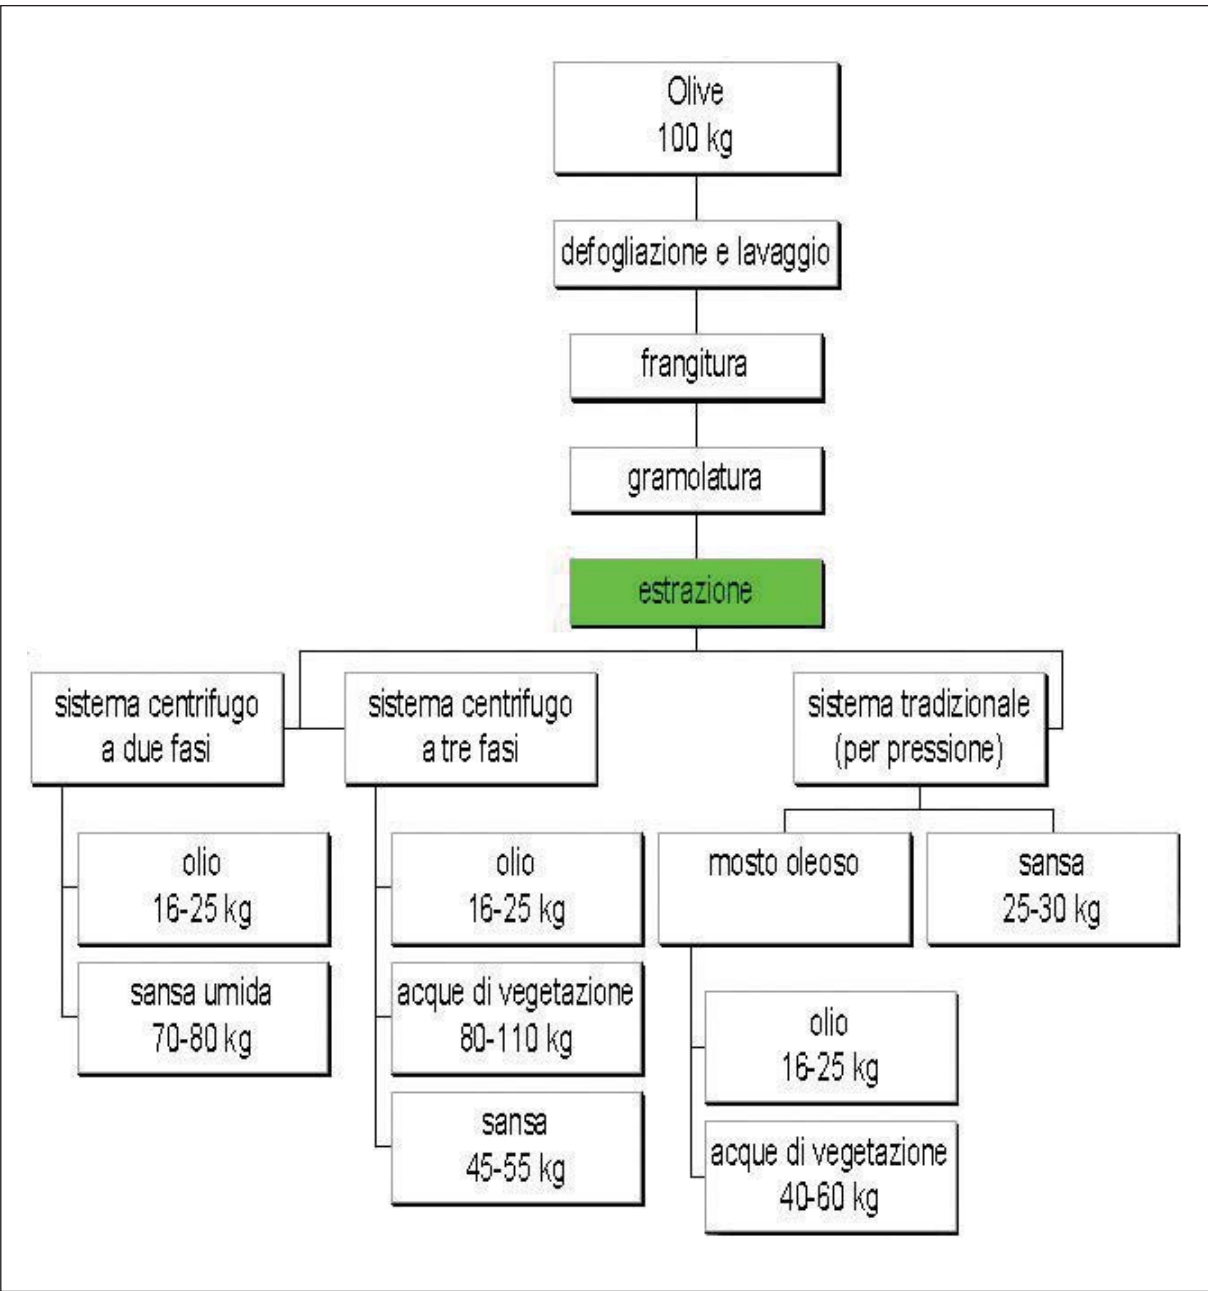 Olive
100 kg
defogliazione e lavaggio
frangitura
gramolatura
estrazione
sistema centrifugo
a due fasi
olio
16-25 kg
sansa umida
70-80 kg
sistema centrifugo
a tre fasi
olio
16-25 kg
acque di vegetazione
80-110 kg
sansa
45-55 kg
sistema tradizionale
(per pressione)
mosto oleoso
sansa
25-30 kg
olio
16-25 kg
acque di vegetazione
40-60 kg